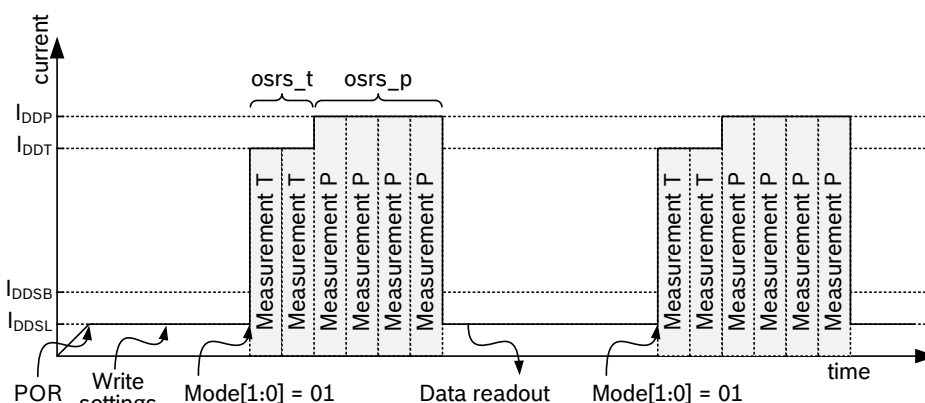 current
osrs_t osrs_p
IDDP
IDDT
Measurement T
Measurement T
Measurement P
Measurement P
Measurement P
Measurement P
Measurement T
Measurement T
Measurement P
Measurement P
Measurement P
Measurement P
IDDSB
IDDSL
time
POR
Write
settings
Mode[1:0] = 01
Data readout
Mode[1:0] = 01